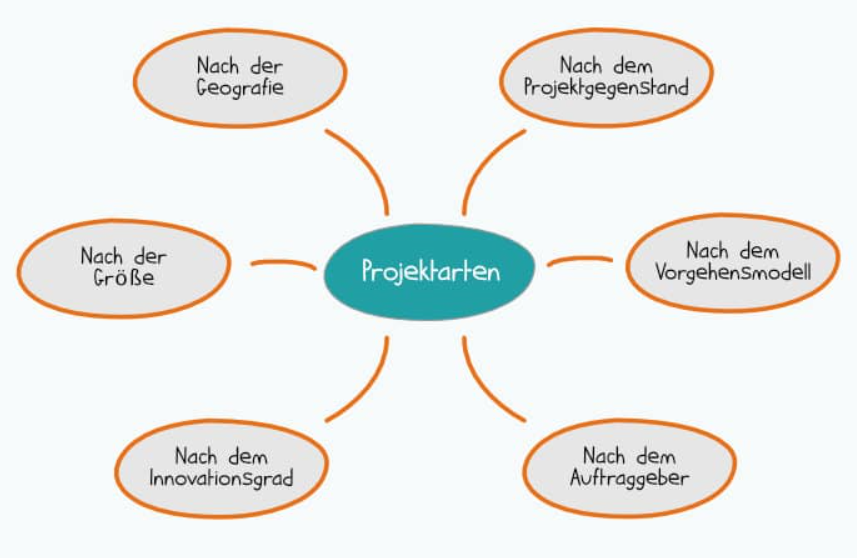 Nach der
Geografie
Nach dem
Projektgegenstand
Nach der
Größe
Projektarten
Nach dem
Vorgehensmodell
Nach dem
Innovationsgrad
Nach dem
Auftraggeber